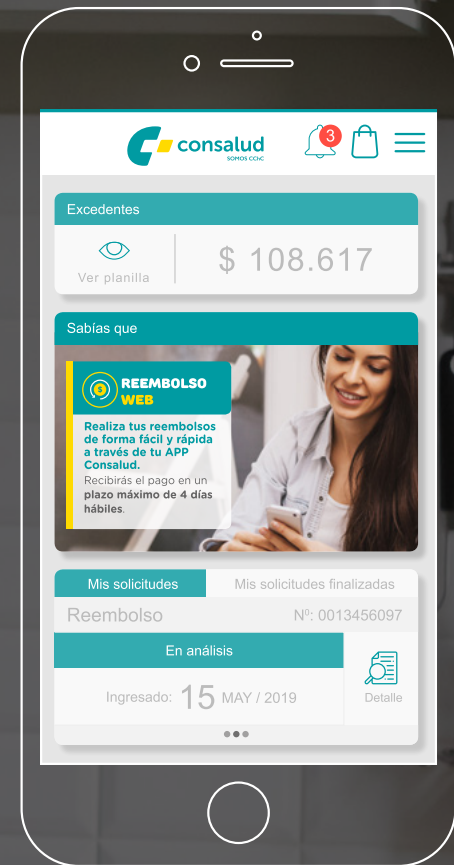 consalud
SOMOS CChC
3
Excedentes
Ver planilla
$ 108.617
Sabías que
REEMBOLSO
WEB
Realiza tus reembolsos
de forma fácil y rápida
a través de tu APP
Consalud.
Recibirás el pago en un
plazo máximo de 4 días
hábiles.
Mis solicitudes
Mis solicitudes finalizadas
Reembolso
Nº: 0013456097
En análisis
Ingresado: 15 MAY / 2019
Detalle